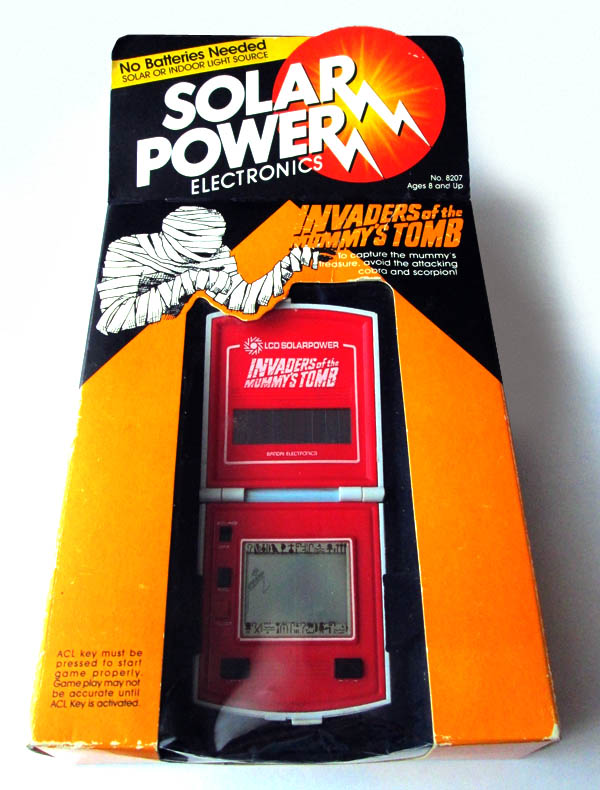 No Batteries Needed
SOLAR OR INDOOR LIGHT SOURCE
SOLAR
POWER
ELECTRONICS
No. 8207
Ages 8 and Up
INVADERS of the
MUMMY'S TOMB
To capture the mummy's
treasure, avoid the attacking
cobra and scorpion!
LCD SOLARPOWER
INVADERS of the
MUMMY'S TOMB
BANDAI ELECTRONICS
ACL key must be
pressed to start
game properly.
Game play may not
be accurate until
ACL Key is activated.